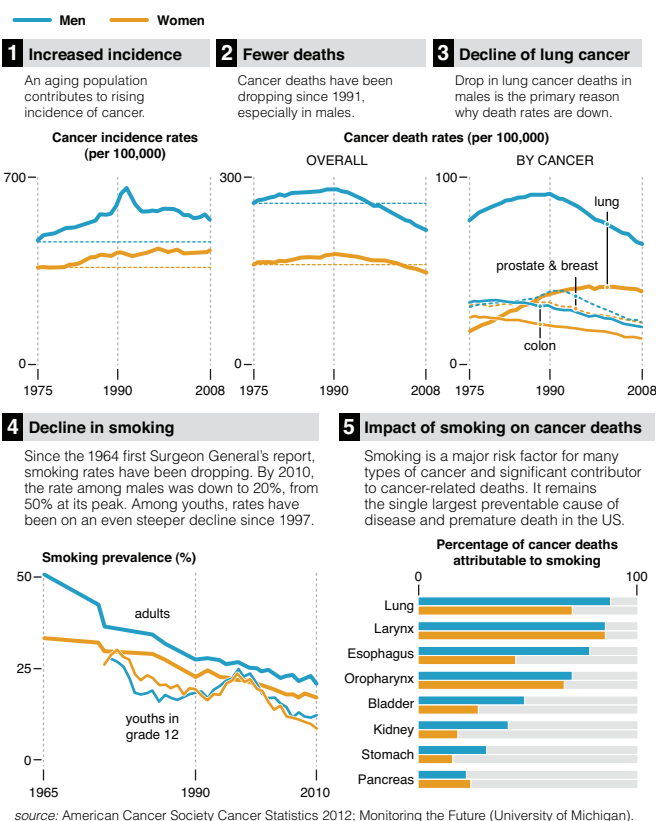 Men
Women
1 Increased incidence
An aging population
contributes to rising
incidence of cancer.
Cancer incidence rates
(per 100,000)
700
0
1975
1990
2008
2 Fewer deaths
Cancer deaths have been
dropping since 1991,
especially in males.
3 Decline of lung cancer
Drop in lung cancer deaths in
males is the primary reason
why death rates are down.
Cancer death rates (per 100,000)
OVERALL
300
0
1975
1990
2008
BY CANCER
100
lung
prostate & breast
colon
0
1975
1990
2008
4 Decline in smoking
Since the 1964 first Surgeon General's report,
smoking rates have been dropping. By 2010,
the rate among males was down to 20%, from
50% at its peak. Among youths, rates have
been on an even steeper decline since 1997.
Smoking prevalence (%)
50
adults
25
youths in
grade 12
0
1965
1990
2010
5 Impact of smoking on cancer deaths
Smoking is a major risk factor for many
types of cancer and significant contributor
to cancer-related deaths. It remains
the single largest preventable cause of
disease and premature death in the US.
Percentage of cancer deaths
attributable to smoking
0
100
Lung
Larynx
Esophagus
Oropharynx
Bladder
Kidney
Stomach
Pancreas
source: American Cancer Society Cancer Statistics 2012; Monitoring the Future (University of Michigan).